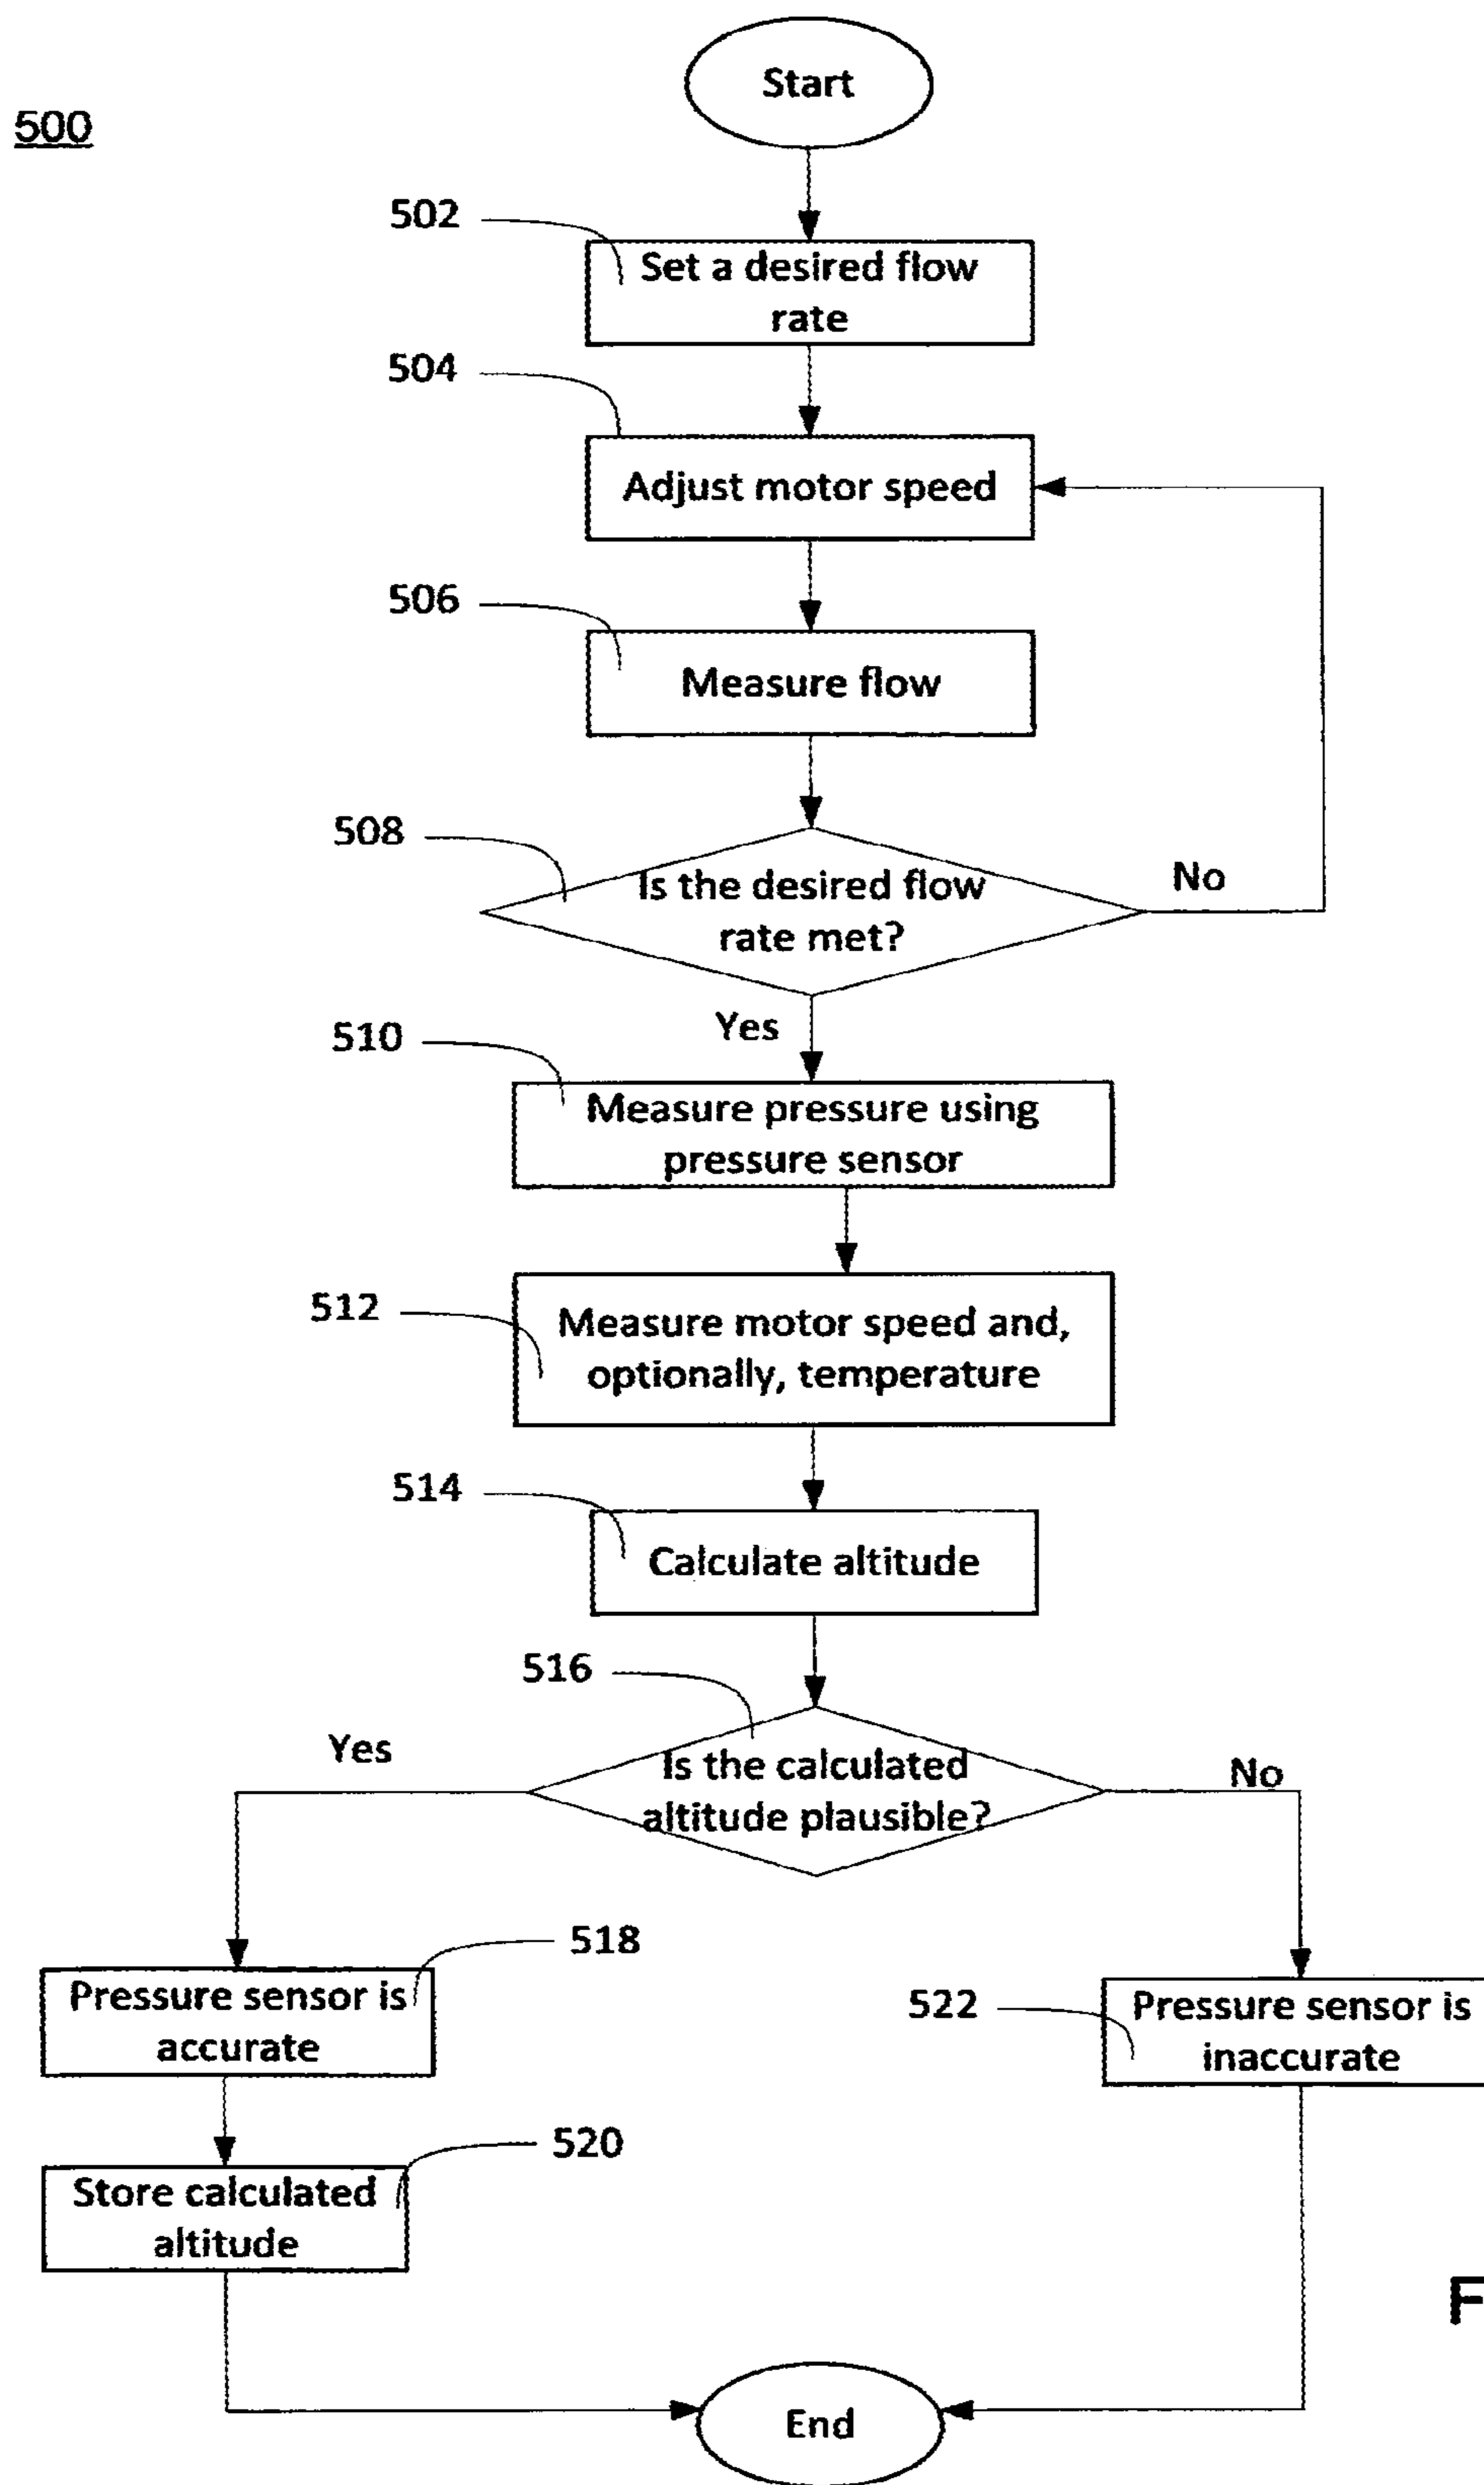 Start
500
502
Set a desired flow
rate
504
Adjust motor speed
506
Measure flow
508
Is the desired flow
rate met?
No
Yes
510
Measure pressure using
pressure sensor
512
Measure motor speed and,
optionally, temperature
514
Calculate altitude
516
Yes
Is the calculated
altitude plausible?
No
518
Pressure sensor is
accurate
522
Pressure sensor is
inaccurate
520
Store calculated
altitude
F
End